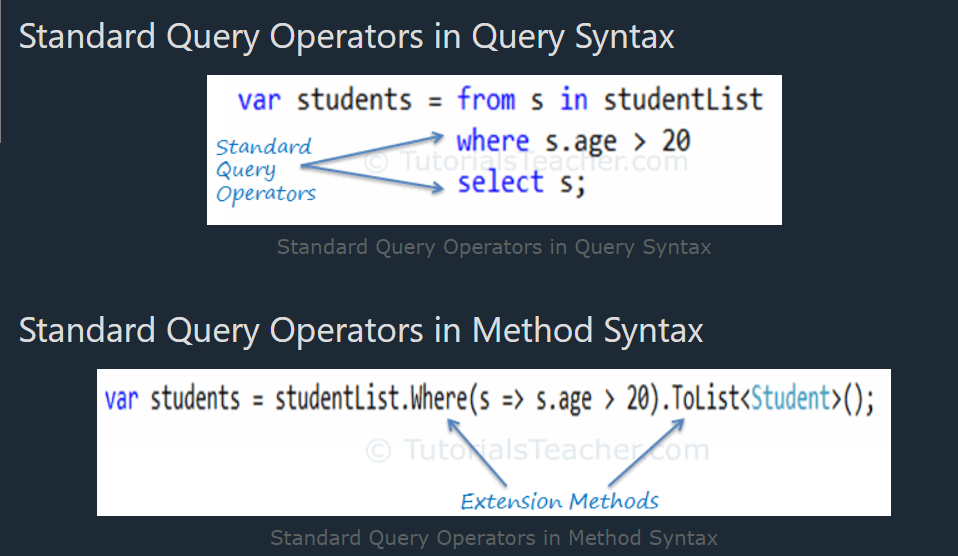 Standard Query Operators in Query Syntax
var students = from s in studentList
where s.age > 20
select s;
Standard
Query
Operators
© TutorialsTeacher.com
Standard Query Operators in Query Syntax
Standard Query Operators in Method Syntax
var students = studentList.Where(s => s.age > 20).ToList<Student>();
© TutorialsTeacher.com
Extension Methods
Standard Query Operators in Method Syntax